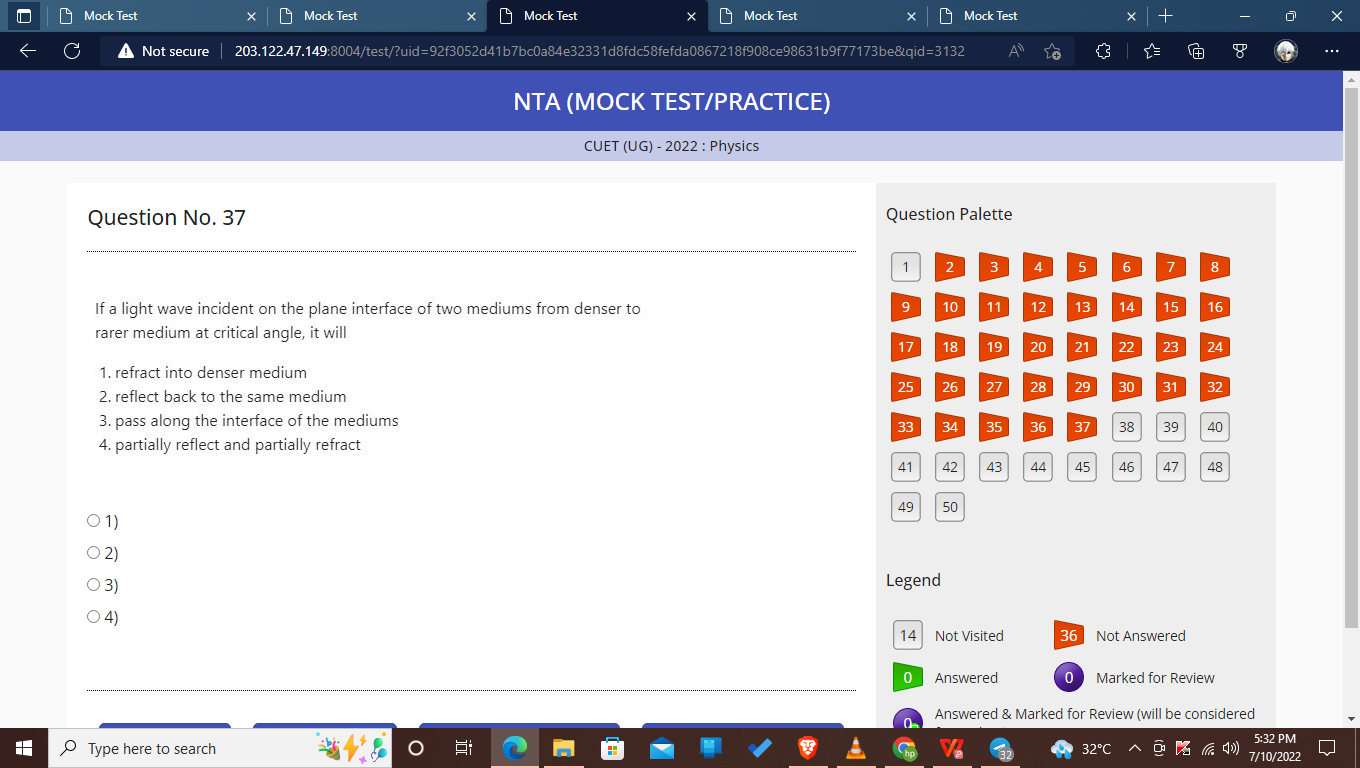 Mock Test
Mock Test
Mock Test
Mock Test
Mock Test
Not secure
203.122.47.149:8004/test/?uid=92f3052d41b7bc0a84e32331d8fdc58fefda0867218f908ce98631b9f77173be&qid=3132
NTA (MOCK TEST/PRACTICE)
CUET (UG) - 2022 : Physics
Question No. 37
If a light wave incident on the plane interface of two mediums from denser to
rarer medium at critical angle, it will
1. refract into denser medium
2. reflect back to the same medium
3. pass along the interface of the mediums
4. partially reflect and partially refract
1)
2)
3)
4)
Question Palette
1 2 3 4 5 6 7 8
9 10 11 12 13 14 15 16
17 18 19 20 21 22 23 24
25 26 27 28 29 30 31 32
33 34 35 36 37 38 39 40
41 42 43 44 45 46 47 48
49 50
Legend
14 Not Visited 36 Not Answered
0 Answered 0 Marked for Review
0 Answered & Marked for Review (will be considered
Type here to search
hp
32
32°C
5:32 PM
7/10/2022